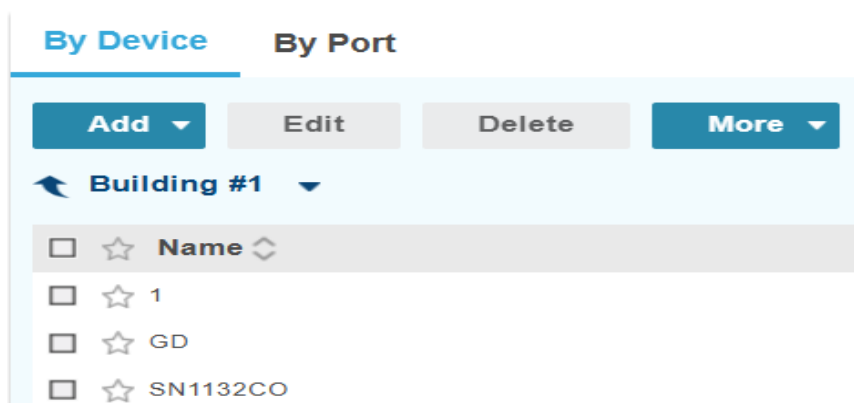 By Device By Port
Add Edit Delete More
Building #1
Name
1
GD
SN1132CO